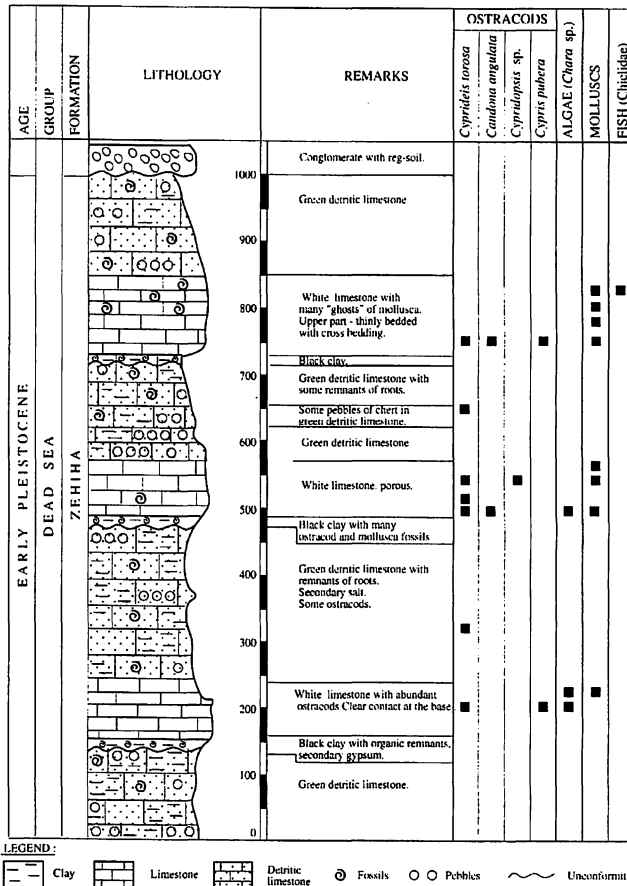 AGE
GROUP
FORMATION
LITHOLOGY
REMARKS
OSTRACODS
Cyprideis torosa
Candona angulata
Cypridopsis sp.
Cypris pubera
ALGAE (Chara sp.)
MOLLUSCS
FISH (Chiclidae)
EARLY PLEISTOCENE
DEAD SEA
ZEHIHA
1000
900
800
700
600
500
400
300
200
100
0
Conglomerate with reg-soil.
Green detritic limestone
White limestone with
many "ghosts" of mollusca.
Upper part - thinly bedded
with cross bedding.
Black clay.
Green detritic limestone with
some remnants of roots.
Some pebbles of chert in
green detritic limestone.
Green detritic limestone
White limestone. porous.
Black clay with many
ostracod and mollusca fossils
Green detritic limestone with
remnants of roots.
Secondary salt.
Some ostracods.
White limestone with abundant
ostracods Clear contact at the base
Black clay with organic remnants,
secondary gypsum.
Green detritic limestone.
LEGEND :
Clay
Limestone
Detritic
limestone
Fossils
Pebbles
Unconformit